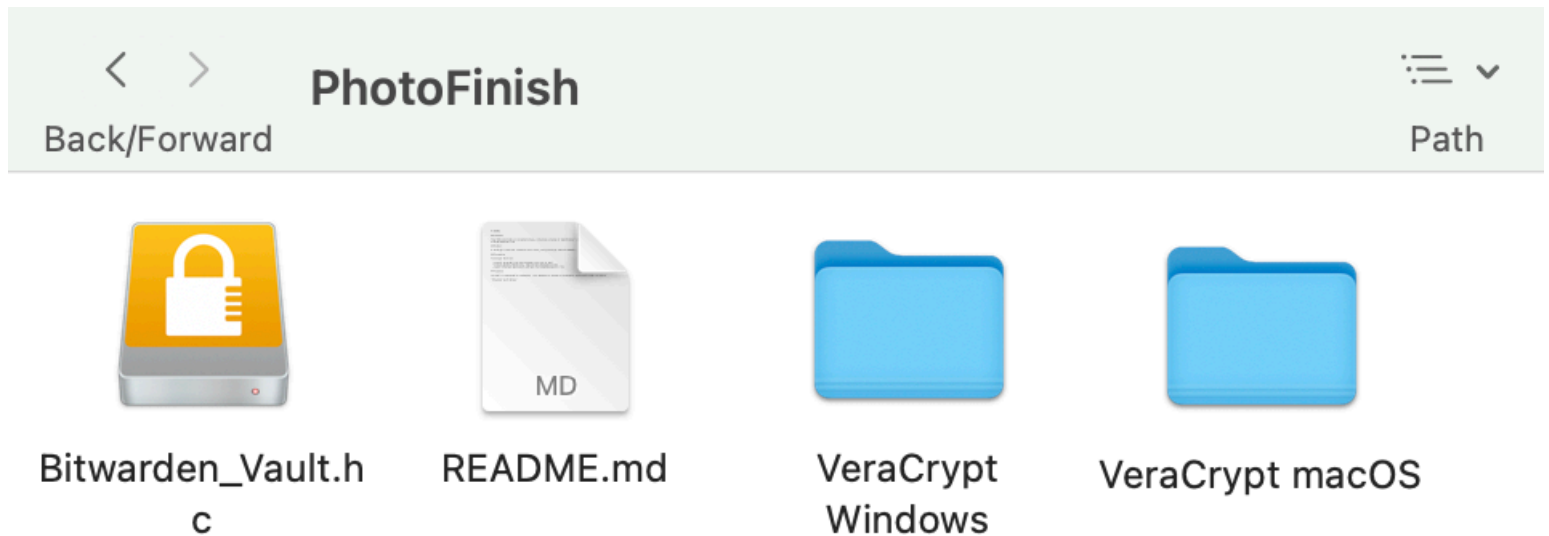 PhotoFinish
Back/Forward
Path
MD
Bitwarden_Vault.h
c
README.md
VeraCrypt
Windows
VeraCrypt macOS